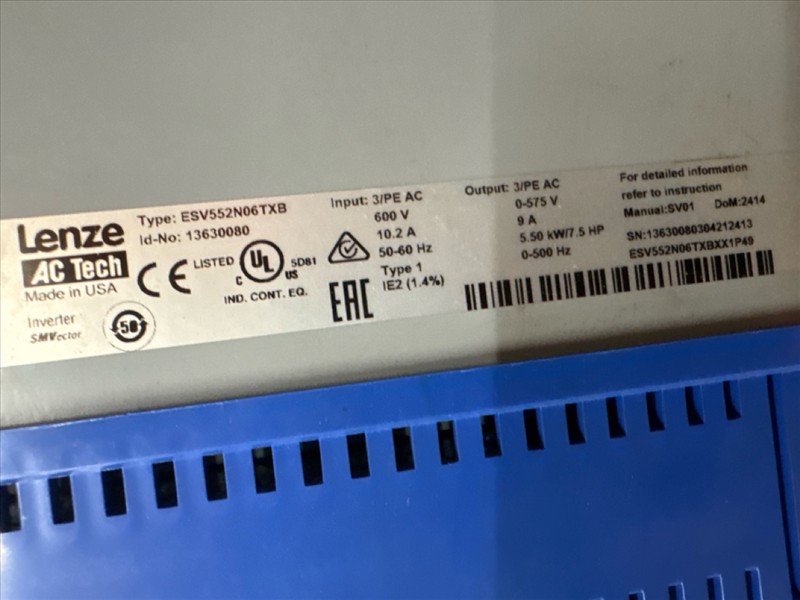 Lenze
AC Tech
Made in USA
Inverter
SMVector
50
Type: ESV552N06TXB
Id-No: 13630080
CE
LISTED
UL
C
US
5D81
IND. CONT. EQ.
Input: 3/PE AC
600 V
10.2 A
50-60 Hz
Type 1
IE2 (1.4%)
EAC
Output: 3/PE AC
0-575 V
9 A
5.50 kW/7.5 HP
0-500 Hz
For detailed information
refer to instruction
Manual:SV01 DoM:2414
SN:13630080304212413
ESV552N06TXBXX1P49